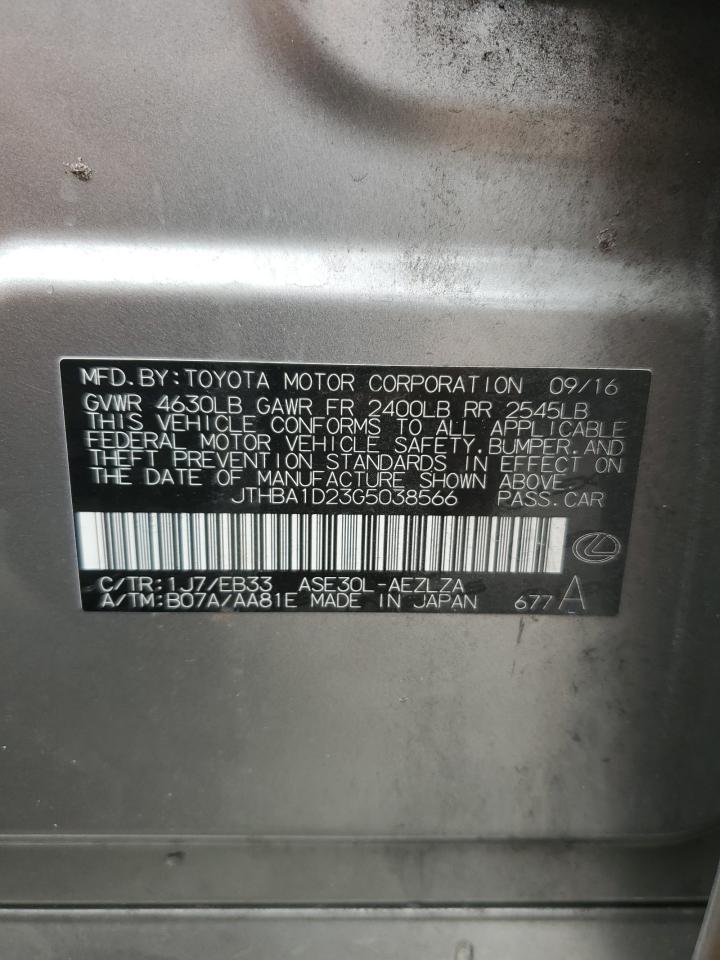 MFD.BY:TOYOTA MOTOR CORPORATION 09/16
GVWR 4630LB GAWR FR 2400LB RR 2545LB
THIS VEHICLE CONFORMS TO ALL APPLICABLE
FEDERAL MOTOR VEHICLE SAFETY,BUMPER,AND
THEFT PREVENTION STANDARDS IN EFFECT ON
THE DATE OF MANUFACTURE SHOWN ABOVE.
JTHBA1D23G5038566 PASS.CAR
C/TR:1J7/EB33 ASE30L-AEZLZA
A/TM:B07A/AA81E MADE IN JAPAN 677 A